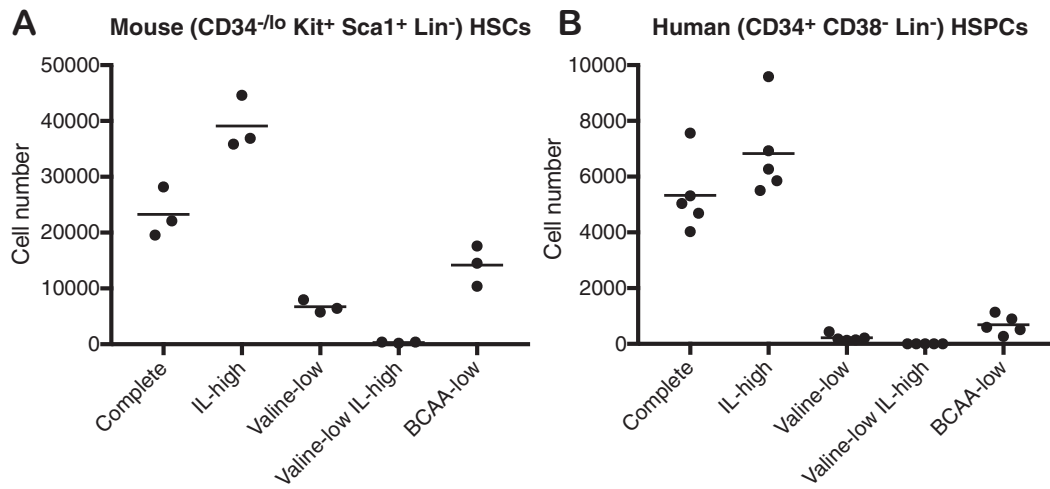 A
Mouse (CD34-/lo Kit+ Sca1+ Lin-) HSCs
Cell number
50000
40000
30000
20000
10000
0
Complete
IL-high
Valine-low
Valine-low IL-high
BCAA-low
B
Human (CD34+ CD38- Lin-) HSPCs
Cell number
10000
8000
6000
4000
2000
0
Complete
IL-high
Valine-low
Valine-low IL-high
BCAA-low